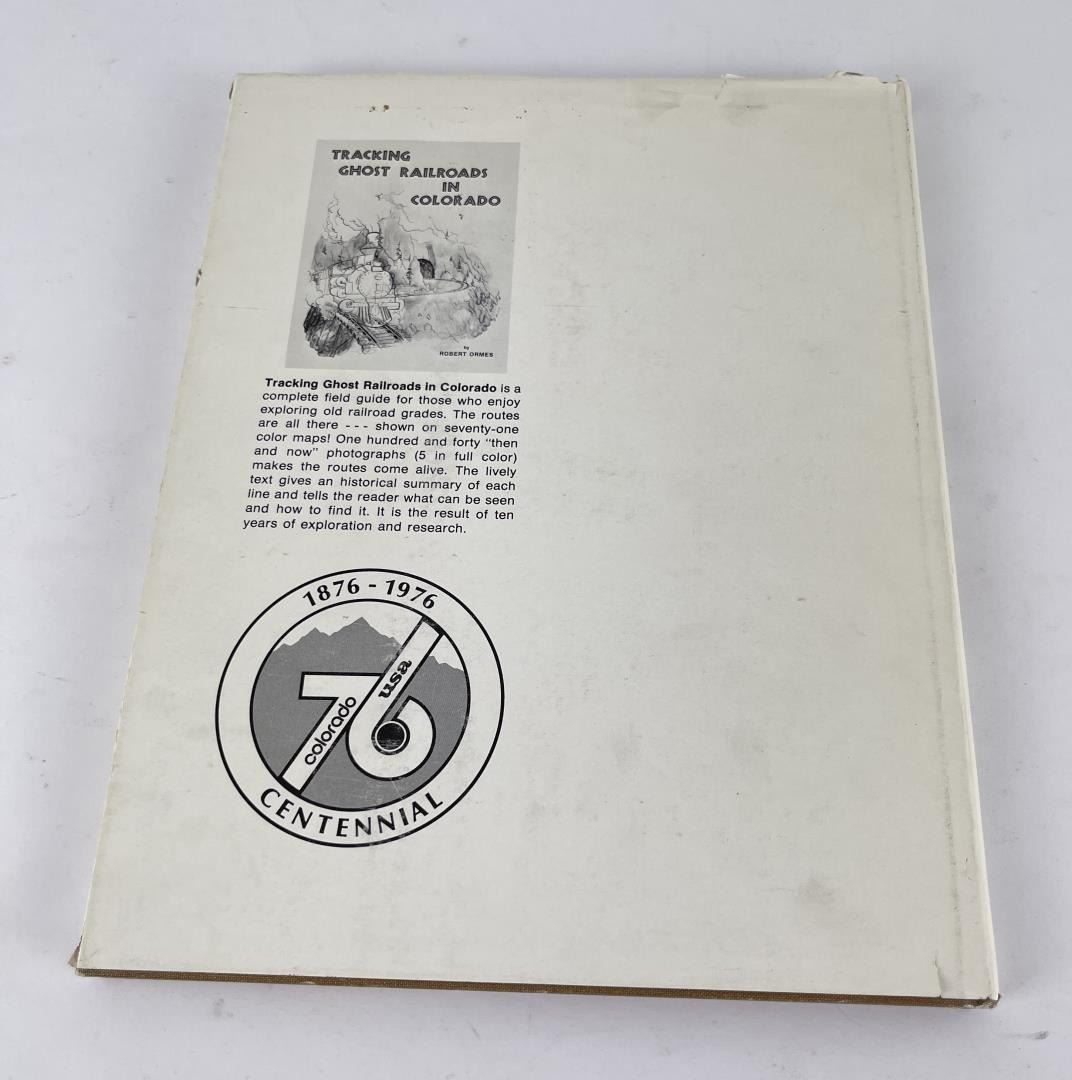 TRACKING
GHOST RAILROADS
IN
COLORADO
by
ROBERT ORMES
Tracking Ghost Railroads in Colorado is a
complete field guide for those who enjoy
exploring old railroad grades. The routes
are all there --- shown on seventy-one
color maps! One hundred and forty "then
and now" photographs (5 in full color)
makes the routes come alive. The lively
text gives an historical summary of each
line and tells the reader what can be seen
and how to find it. It is the result of ten
years of exploration and research.
1876 - 1976
76
colorado usa
CENTENNIAL